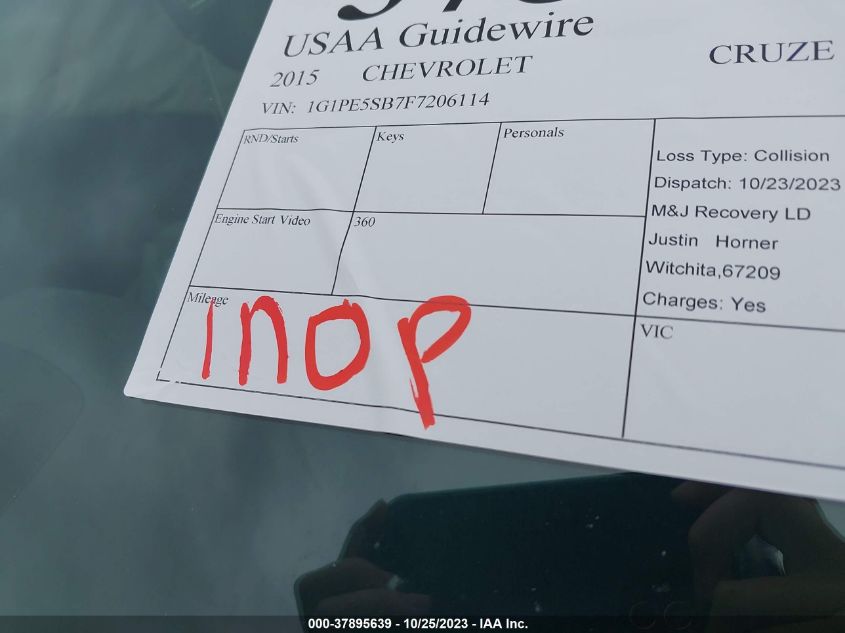 USAA Guidewire
2015 CHEVROLET CRUZE
VIN: 1G1PE5SB7F7206114
RND/Starts Keys Personals
Loss Type: Collision
Dispatch: 10/23/2023
M&J Recovery LD
Justin Horner
Witchita,67209
Charges: Yes
Engine Start Video 360
Mileage
INOP
VIC
000-37895639 - 10/25/2023 - IAA Inc.